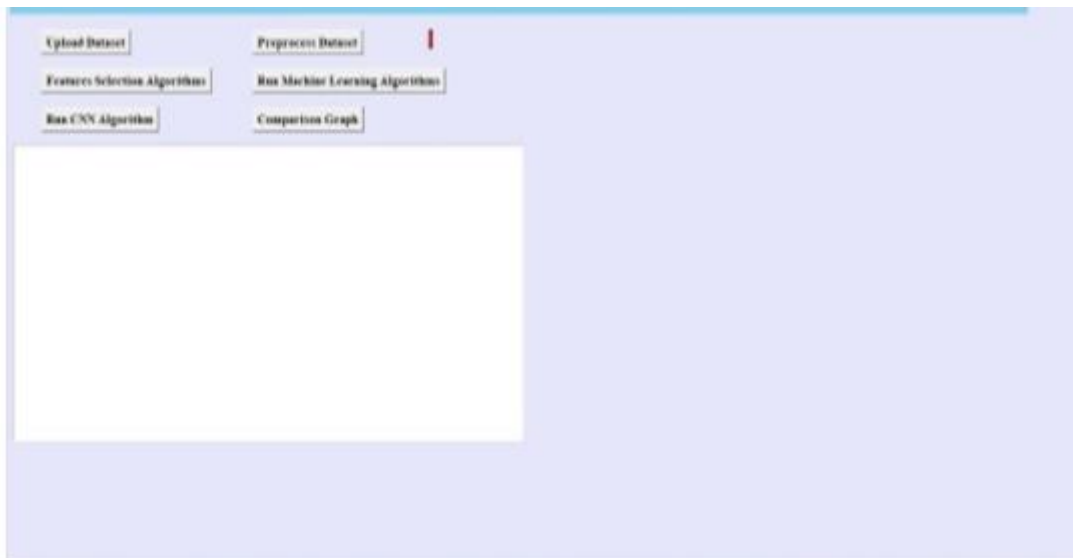 Upload Dataset
Preprocess Dataset
Features Selection Algorithms
Run Machine Learning Algorithms
Run CNN Algorithm
Comparison Graph